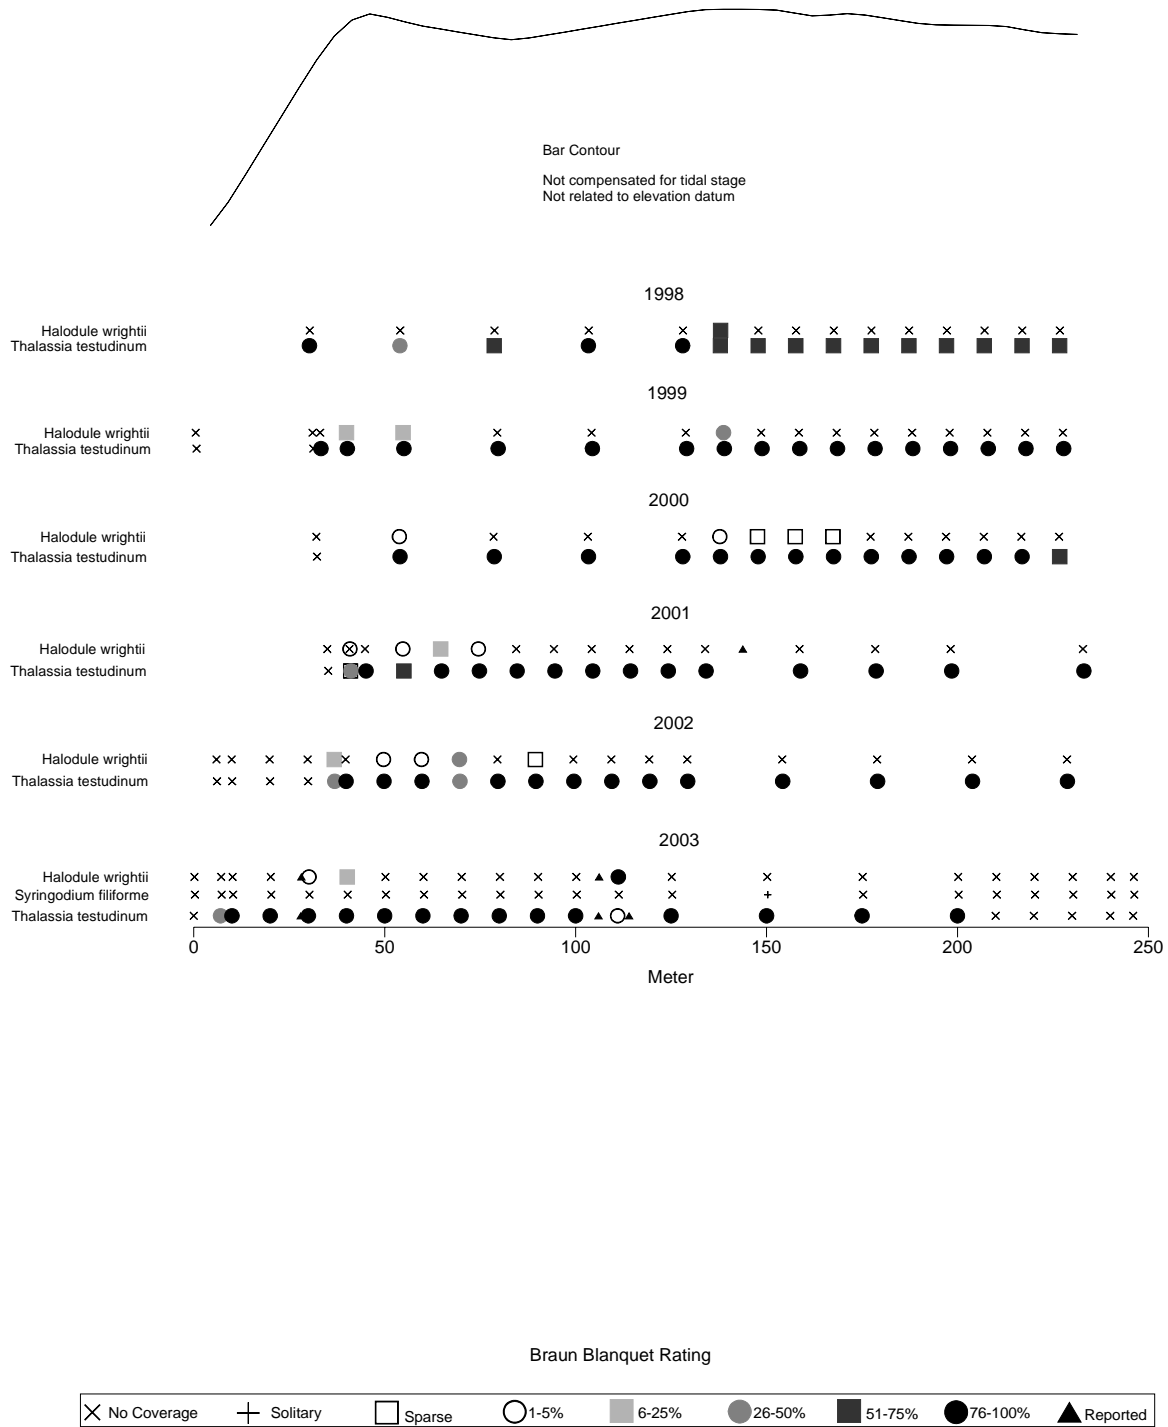 Bar Contour
Not compensated for tidal stage
Not related to elevation datum
1998
Halodule wrightii
Thalassia testudinum
1999
Halodule wrightii
Thalassia testudinum
2000
Halodule wrightii
Thalassia testudinum
2001
Halodule wrightii
Thalassia testudinum
2002
Halodule wrightii
Thalassia testudinum
2003
Halodule wrightii
Syringodium filiforme
Thalassia testudinum
0 50 100 150 200 250
Meter
Braun Blanquet Rating
No Coverage Solitary Sparse 1-5% 6-25% 26-50% 51-75% 76-100% Reported